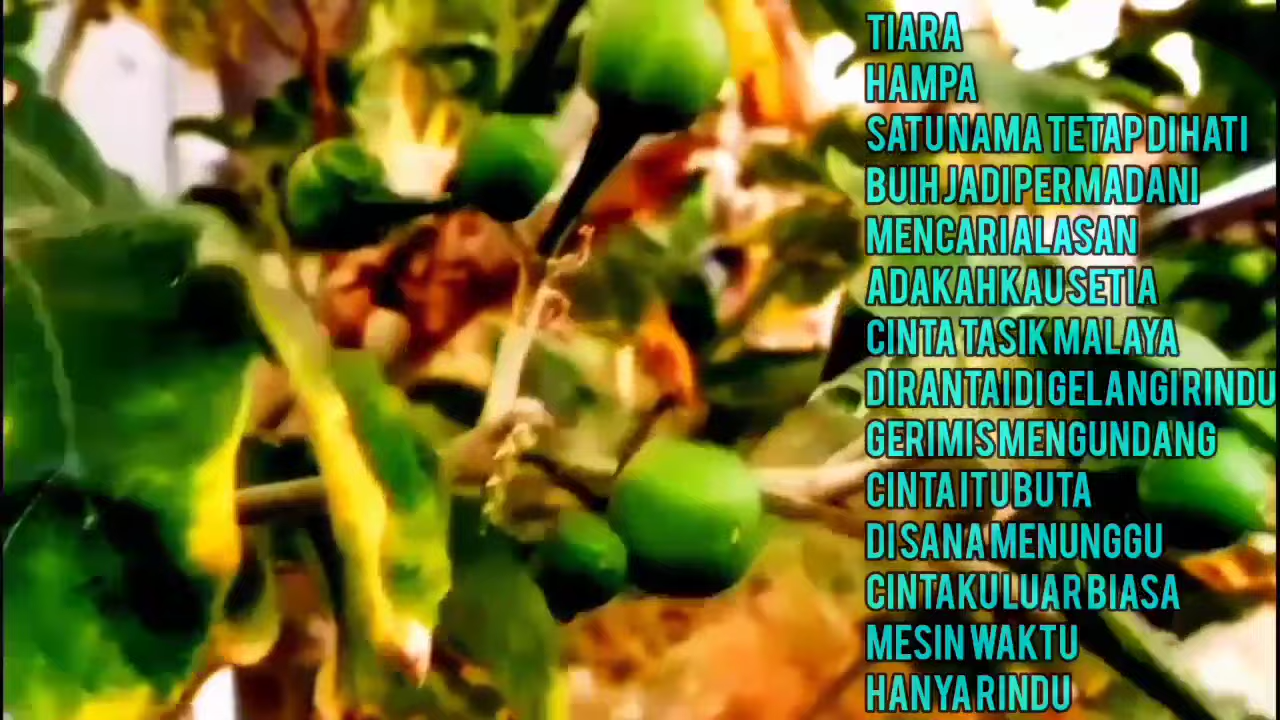 TIARA
HAMPA
SATU NAMA TETAP DI HATI
BUIH JADI PERMADANI
MENCARI ALASAN
ADAKAH KAU SETIA
CINTA TASIK MALAYA
DIRANTAI DI GELANGI RINDU
GERIMIS MENGUNDANG
CINTA ITU BUTA
DI SANA MENUNGGU
CINTAKU LUAR BIASA
MESIN WAKTU
HANYA RINDU